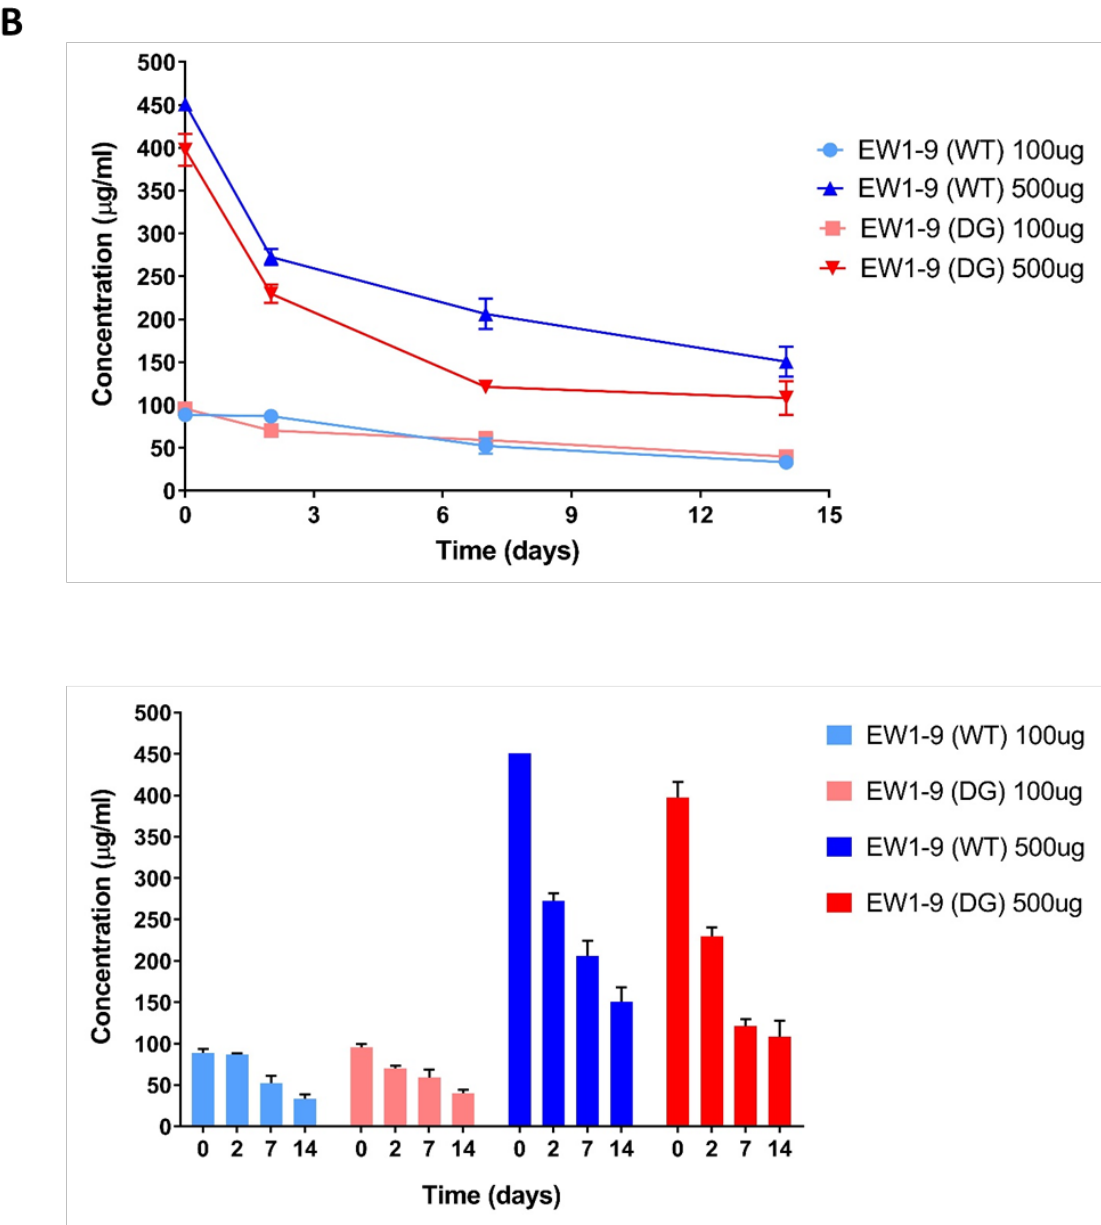 B
500
450
400
350
300
250
200
150
100
50
0
Concentration (µg/ml)
0 3 6 9 12 15
Time (days)
EW1-9 (WT) 100ug
EW1-9 (WT) 500ug
EW1-9 (DG) 100ug
EW1-9 (DG) 500ug
500
450
400
350
300
250
200
150
100
50
0
Concentration (µg/ml)
0 2 7 14 0 2 7 14 0 2 7 14 0 2 7 14
Time (days)
EW1-9 (WT) 100ug
EW1-9 (DG) 100ug
EW1-9 (WT) 500ug
EW1-9 (DG) 500ug